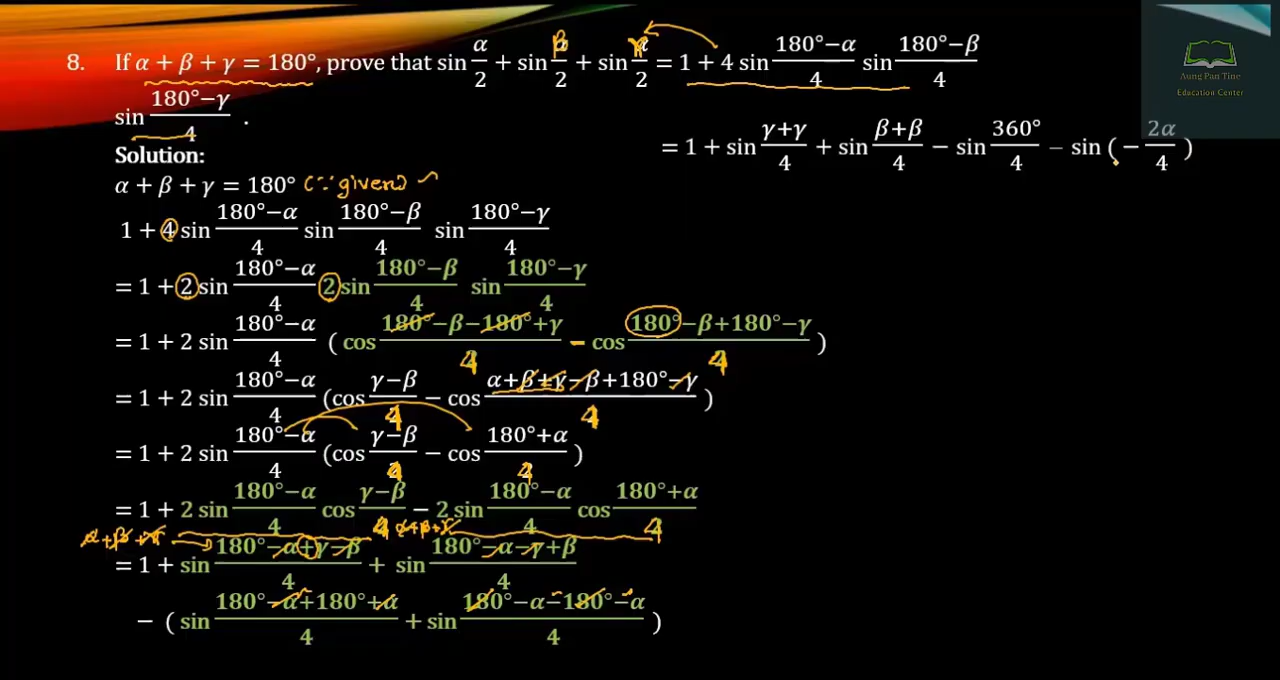 8. If α + β + γ = 180°, prove that sin α/2 + sin β/2 + sin γ/2 = 1 + 4 sin (180°−α)/4 sin (180°−β)/4
sin (180°−γ)/4 .
Solution:
α + β + γ = 180° (∵ given)
1 + 4 sin (180°−α)/4 sin (180°−β)/4 sin (180°−γ)/4
= 1 + 2 sin (180°−α)/4 2 sin (180°−β)/4 sin (180°−γ)/4
= 1 + 2 sin (180°−α)/4 ( cos (180°−β−180°+γ)/4 − cos (180°−β+180°−γ)/4 )
= 1 + 2 sin (180°−α)/4 (cos (γ−β)/4 − cos (α+β+γ−β+180°−γ)/4 )
= 1 + 2 sin (180°−α)/4 (cos (γ−β)/4 − cos (180°+α)/4 )
= 1 + 2 sin (180°−α)/4 cos (γ−β)/4 − 2 sin (180°−α)/4 cos (180°+α)/4
α+β+γ α+β+γ
= 1 + sin (180°−α+γ−β)/4 + sin (180°−α−γ+β)/4
− ( sin (180°−α+180°+α)/4 + sin (180°−α−180°−α)/4 )
= 1 + sin (γ+γ)/4 + sin (β+β)/4 − sin 360°/4 − sin (− 2α/4 )
Aung Pan Tine
Education Center